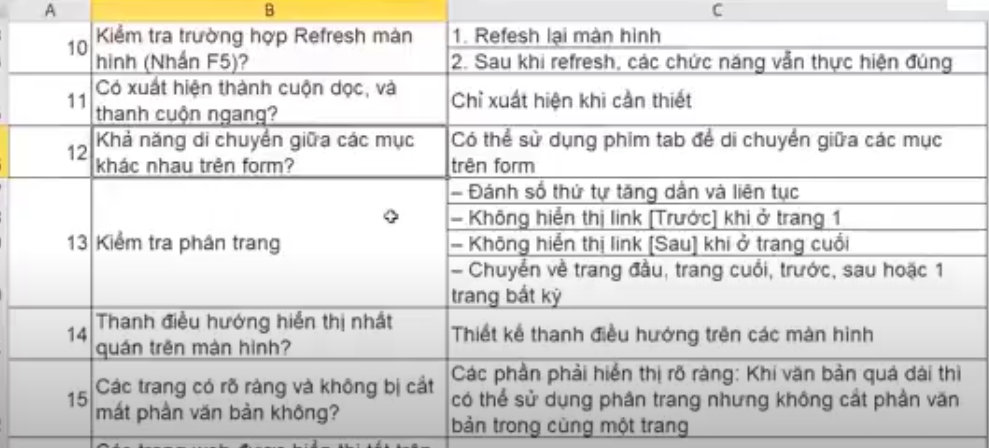 A B C
10 Kiểm tra trường hợp Refresh màn
hình (Nhấn F5)?
1. Refesh lại màn hình
2. Sau khi refresh, các chức năng vẫn thực hiện đúng
11 Có xuất hiện thành cuộn dọc, và
thanh cuộn ngang?
Chỉ xuất hiện khi cần thiết
12 Khả năng di chuyển giữa các mục
khác nhau trên form?
Có thể sử dụng phím tab để di chuyển giữa các mục
trên form
13 Kiểm tra phân trang
– Đánh số thứ tự tăng dần và liên tục
– Không hiển thị link [Trước] khi ở trang 1
– Không hiển thị link [Sau] khi ở trang cuối
– Chuyển về trang đầu, trang cuối, trước, sau hoặc 1
trang bất kỳ
14 Thanh điều hướng hiển thị nhất
quán trên màn hình?
Thiết kế thanh điều hướng trên các màn hình
15 Các trang có rõ ràng và không bị cắt
mất phần văn bản không?
Các phần phải hiển thị rõ ràng: Khi văn bản quá dài thì
có thể sử dụng phân trang nhưng không cắt phần văn
bản trong cùng một trang